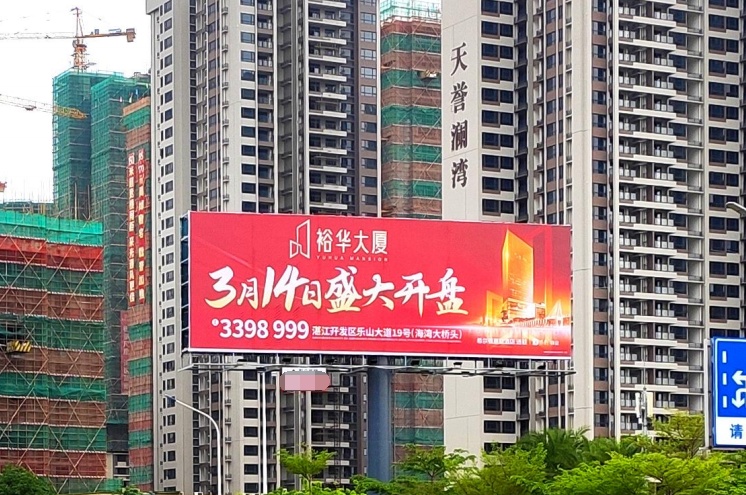 天誉澜湾
裕华大厦
YUHUA MANSION
3月14日盛大开盘
3398 999
湛江开发区乐山大道19号(海湾大桥头)
请